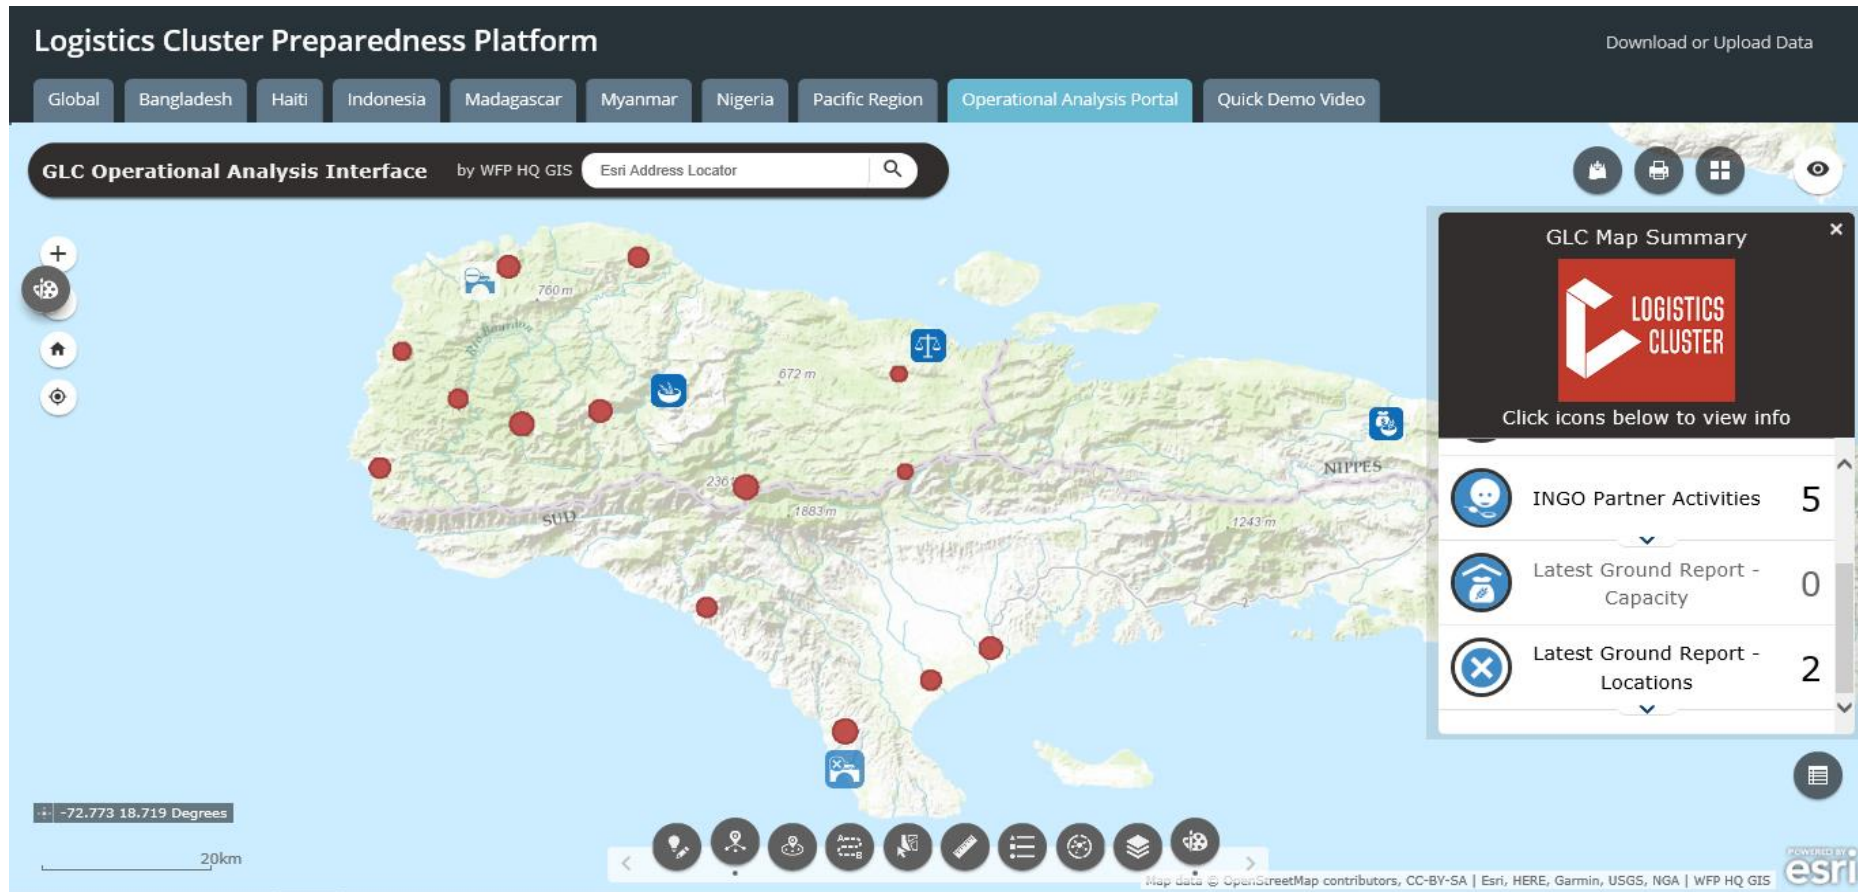 Logistics Cluster Preparedness Platform
Download or Upload Data
Global Bangladesh Haiti Indonesia Madagascar Myanmar Nigeria Pacific Region Operational Analysis Portal Quick Demo Video
GLC Operational Analysis Interface by WFP HQ GIS Esri Address Locator
GLC Map Summary
LOGISTICS
CLUSTER
Click icons below to view info
INGO Partner Activities 5
Latest Ground Report -
Capacity 0
Latest Ground Report -
Locations 2
760 m
672 m
NIPPES
236
1883 m
SUD
1243 m
-72.773 18.719 Degrees
20km
Map data © OpenStreetMap contributors, CC-BY-SA | Esri, HERE, Garmin, USGS, NGA | WFP HQ GIS
POWERED BY
esri